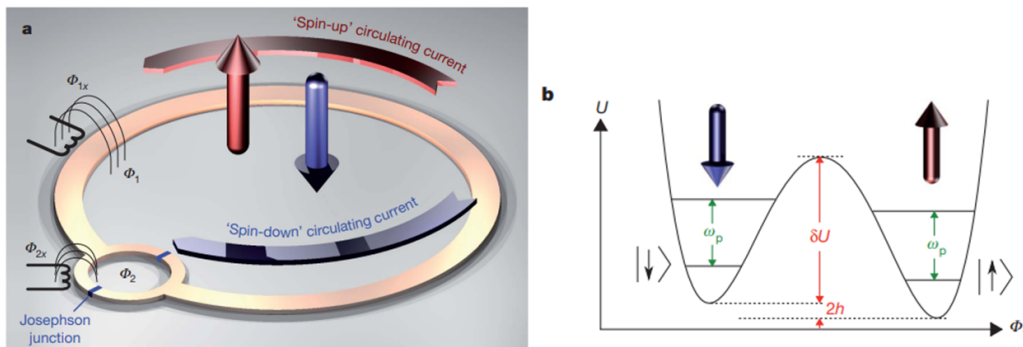 a
'Spin-up' circulating current
Φ1x
Φ1
'Spin-down' circulating current
Φ2x
Φ2
Josephson
junction
b
U
ωp
δU
ωp
|↓⟩
|↑⟩
2h
Φ